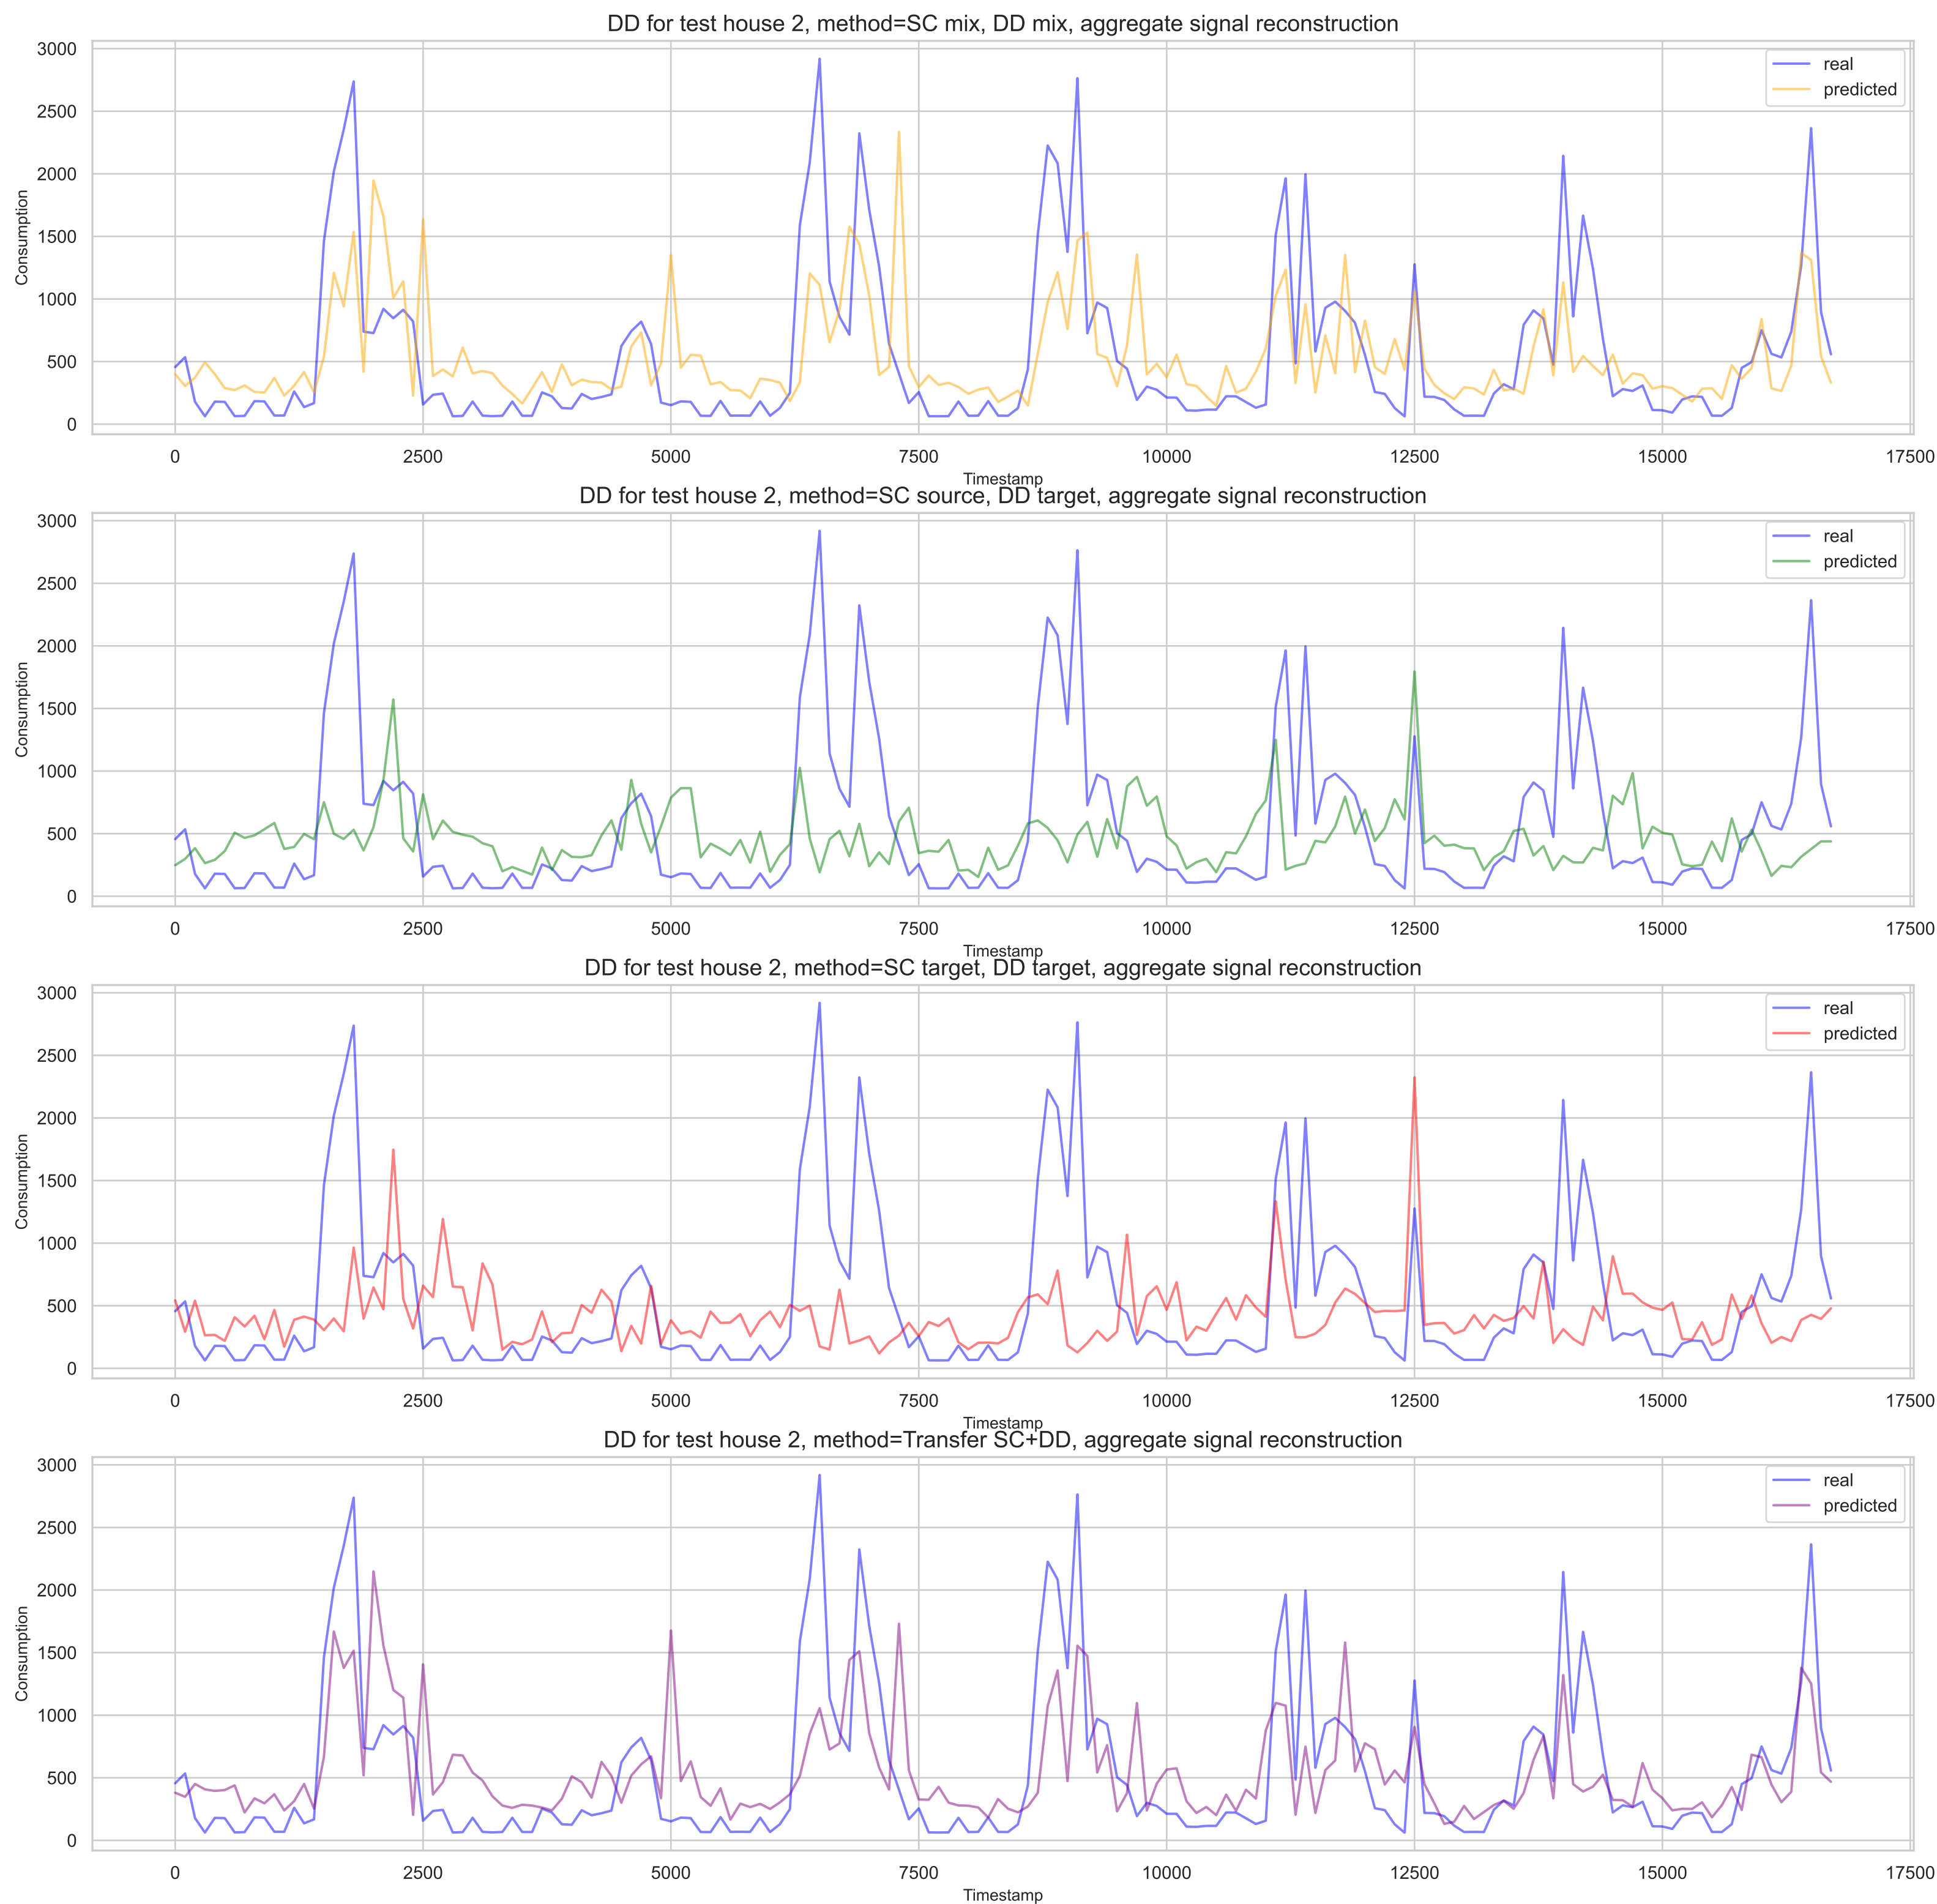 DD for test house 2, method=SC mix, DD mix, aggregate signal reconstruction
3000
2500
2000
1500
1000
500
0
Consumption
real
predicted
0 2500 5000 7500 10000 12500 15000 17500
Timestamp
DD for test house 2, method=SC source, DD target, aggregate signal reconstruction
3000
2500
2000
1500
1000
500
0
Consumption
real
predicted
0 2500 5000 7500 10000 12500 15000 17500
Timestamp
DD for test house 2, method=SC target, DD target, aggregate signal reconstruction
3000
2500
2000
1500
1000
500
0
Consumption
real
predicted
0 2500 5000 7500 10000 12500 15000 17500
Timestamp
DD for test house 2, method=Transfer SC+DD, aggregate signal reconstruction
3000
2500
2000
1500
1000
500
0
Consumption
real
predicted
0 2500 5000 7500 10000 12500 15000 17500
Timestamp